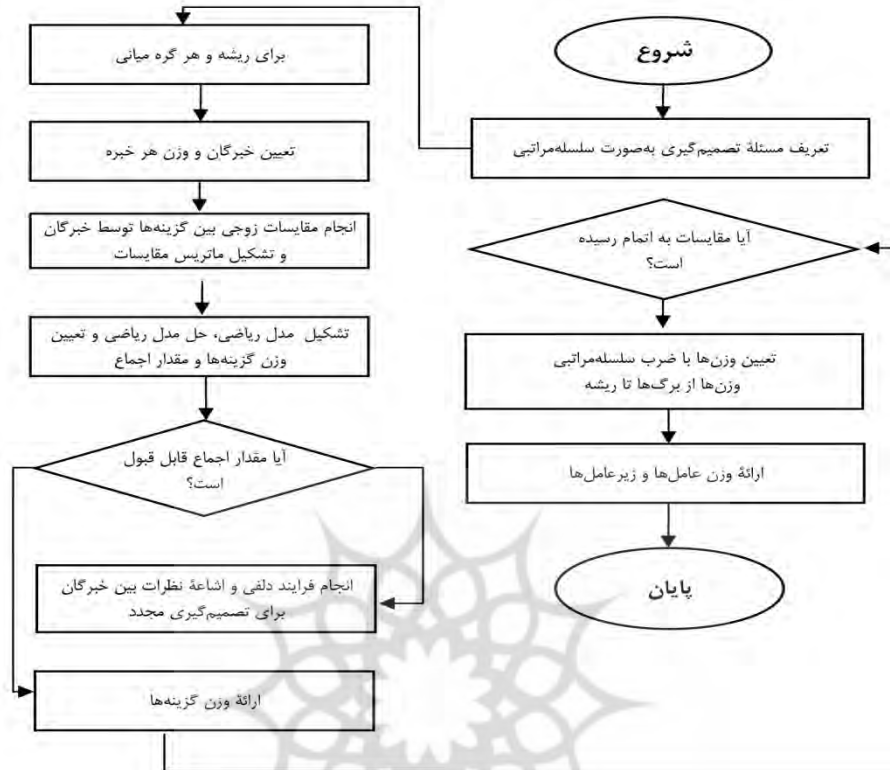 شروع
تعریف مسئلهٔ تصمیم‌گیری به‌صورت سلسله‌مراتبی
برای ریشه و هر گره میانی
تعیین خبرگان و وزن هر خبره
انجام مقایسات زوجی بین گزینه‌ها توسط خبرگان
و تشکیل ماتریس مقایسات
تشکیل مدل ریاضی، حل مدل ریاضی و تعیین
وزن گزینه‌ها و مقدار اجماع
آیا مقدار اجماع قابل قبول
است؟
انجام فرایند دلفی و اشاعهٔ نظرات بین خبرگان
برای تصمیم‌گیری مجدد
ارائهٔ وزن گزینه‌ها
آیا مقایسات به اتمام رسیده
است؟
تعیین وزن‌ها با ضرب سلسله‌مراتبی
وزن‌ها از برگ‌ها تا ریشه
ارائهٔ وزن عامل‌ها و زیرعامل‌ها
پایان